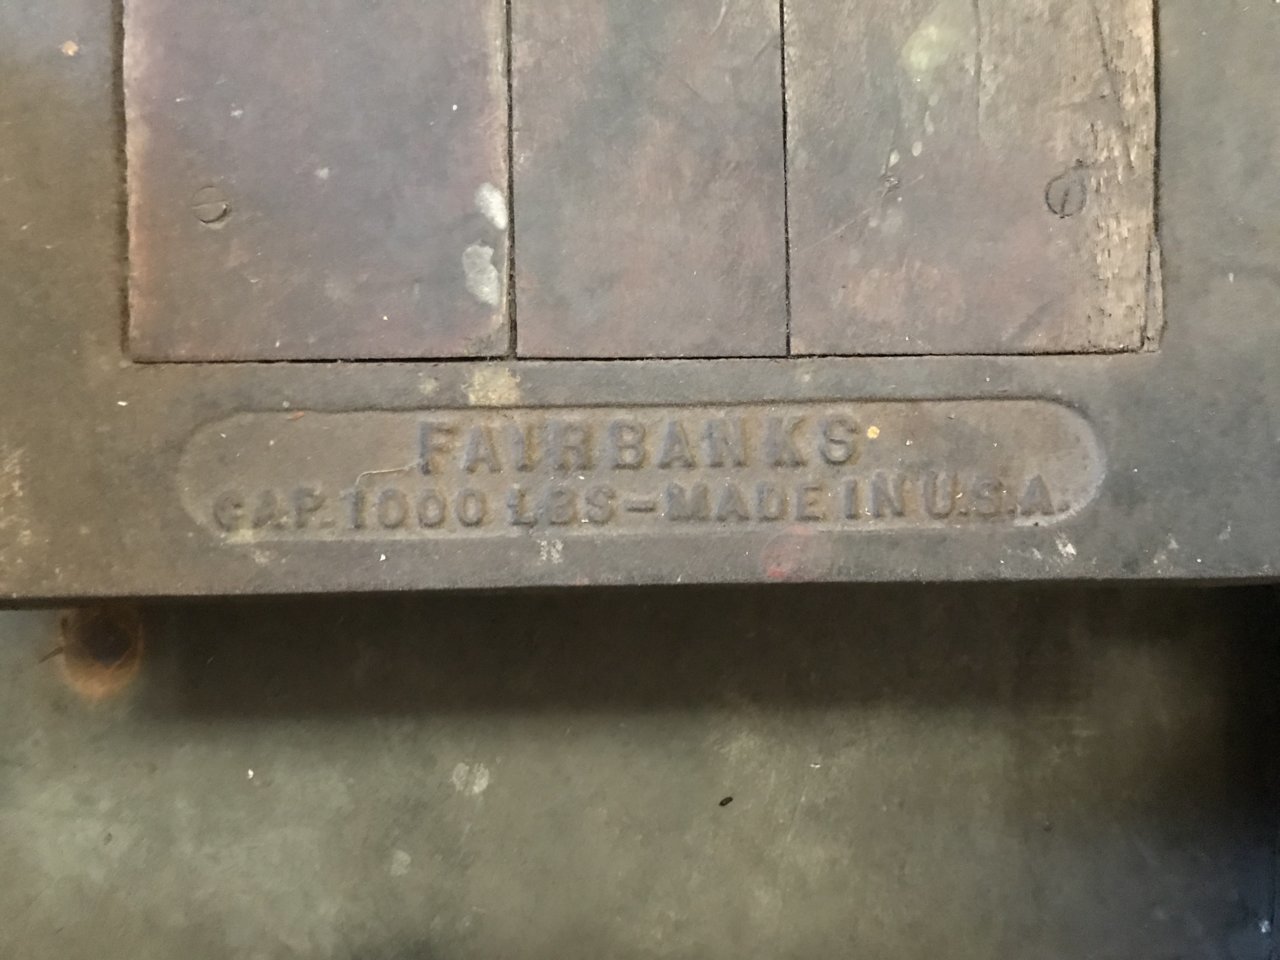 FAIRBANKS
CAP. 1000 LBS-MADE IN U.S.A.